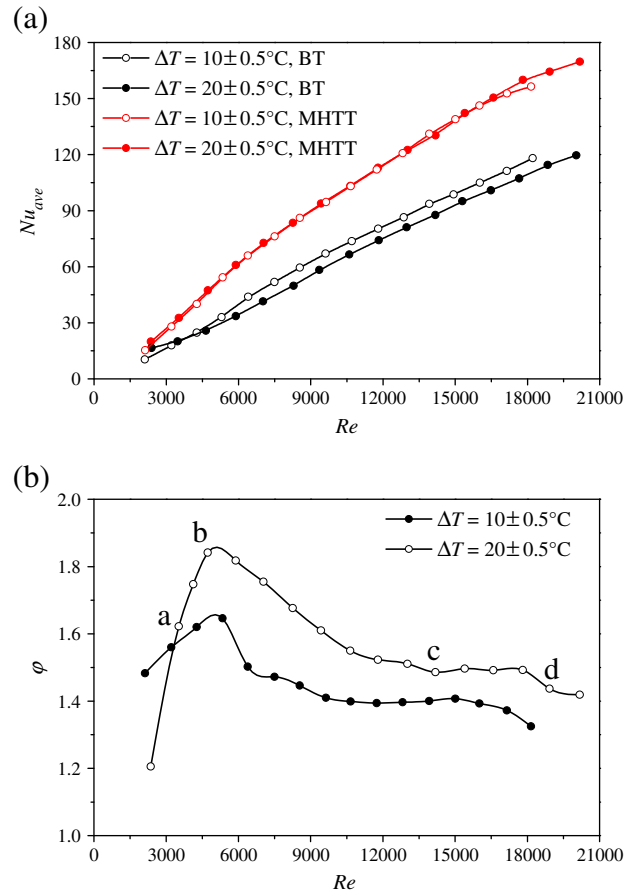 (a)
180
150
120
90
60
30
0
Nu_ave
ΔT = 10±0.5°C, BT
ΔT = 20±0.5°C, BT
ΔT = 10±0.5°C, MHTT
ΔT = 20±0.5°C, MHTT
0 3000 6000 9000 12000 15000 18000 21000
Re
(b)
2.0
1.8
1.6
1.4
1.2
1.0
φ
ΔT = 10±0.5°C
ΔT = 20±0.5°C
a
b
c
d
0 3000 6000 9000 12000 15000 18000 21000
Re